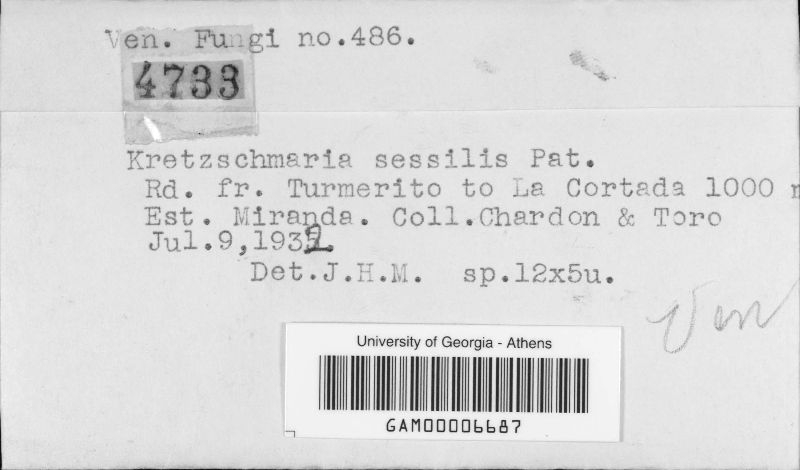 Ven. Fungi no.486.
4733
Kretzschmaria sessilis Pat.
Rd. fr. Turmerito to La Cortada 1000 m
Est. Miranda. Coll.Chardon & Toro
Jul.9,1932.
Det.J.H.M. sp.12x5u.
Ven
University of Georgia - Athens
GAM00006687